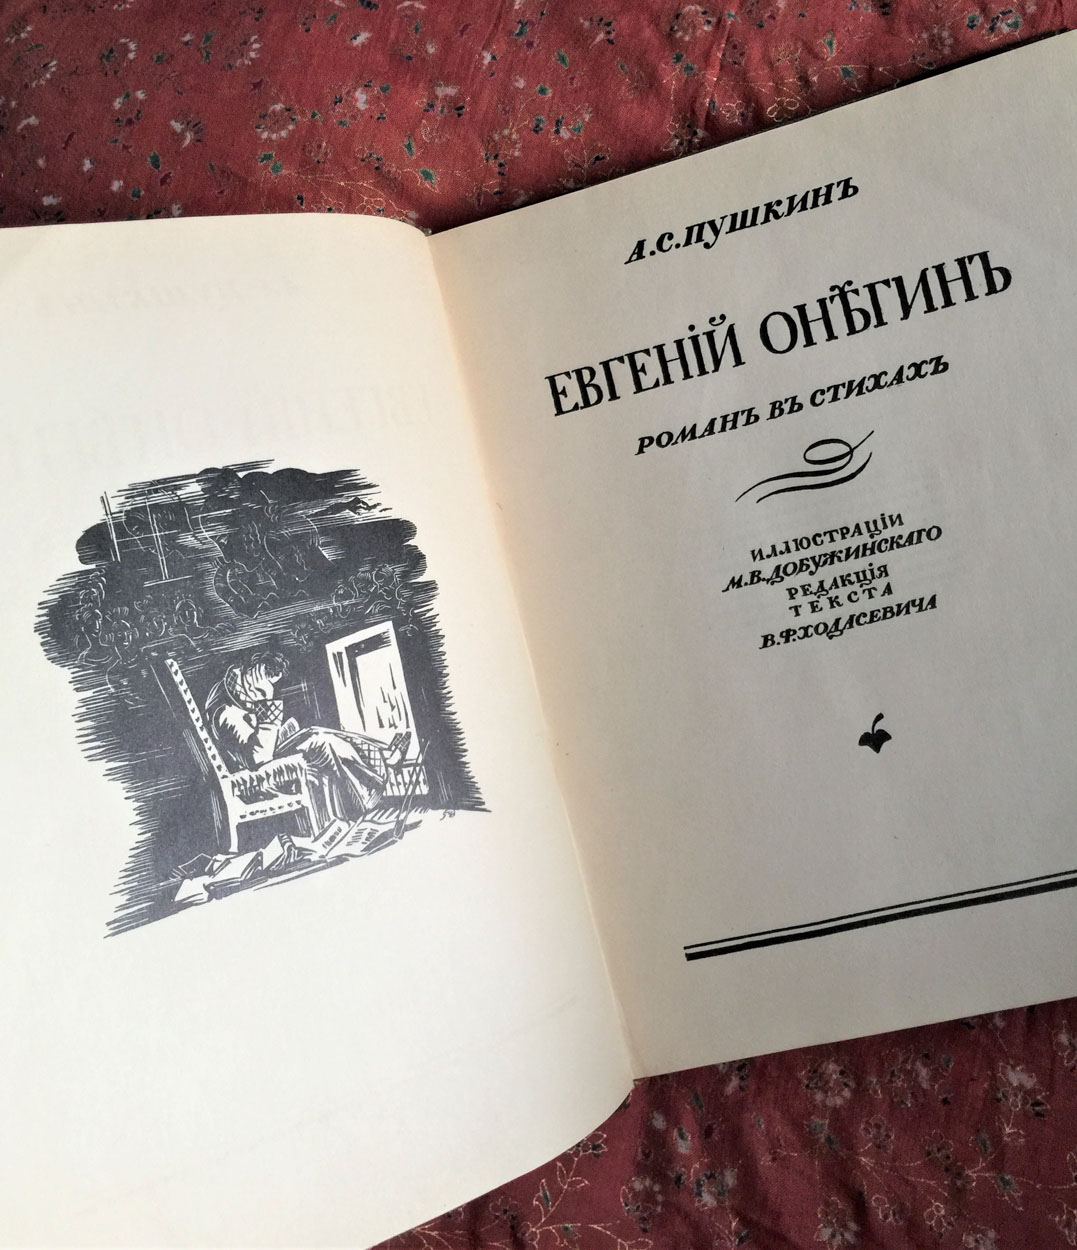 А.С.ПУШКИНЪ
ЕВГЕНІЙ ОНѢГИНЪ
РОМАНЪ ВЪ СТИХАХЪ
ИЛЛЮСТРАЦІИ
М.В.ДОБУЖИНСКАГО
РЕДАКЦІЯ
ТЕКСТА
В.Ф.ХОДАСЕВИЧА